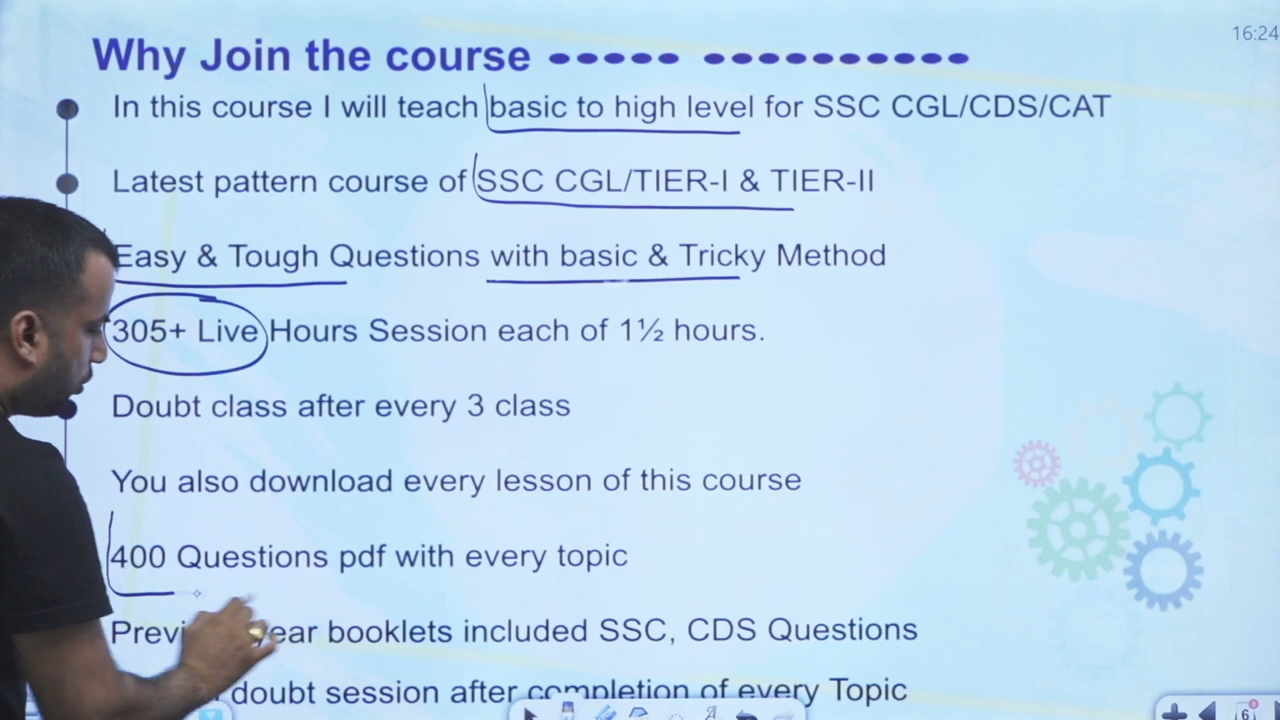 16:24
Why Join the course
In this course I will teach basic to high level for SSC CGL/CDS/CAT
Latest pattern course of SSC CGL/TIER-I & TIER-II
Easy & Tough Questions with basic & Tricky Method
305+ Live Hours Session each of 1½ hours.
Doubt class after every 3 class
You also download every lesson of this course
400 Questions pdf with every topic
booklets included SSC, CDS Questions
doubt session after completion of every Topic
6